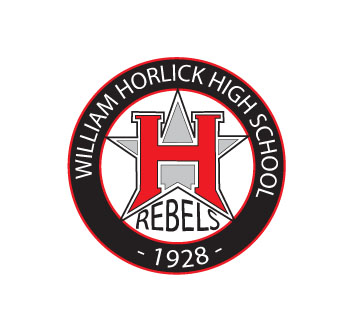 WILLIAM HORLICK HIGH SCHOOL
H
REBELS
- 1928 -